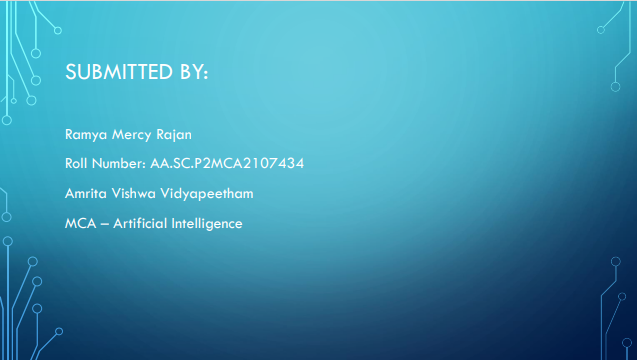 SUBMITTED BY:
Ramya Mercy Rajan
Roll Number: AA.SC.P2MCA2107434
Amrita Vishwa Vidyapeetham
MCA – Artificial Intelligence